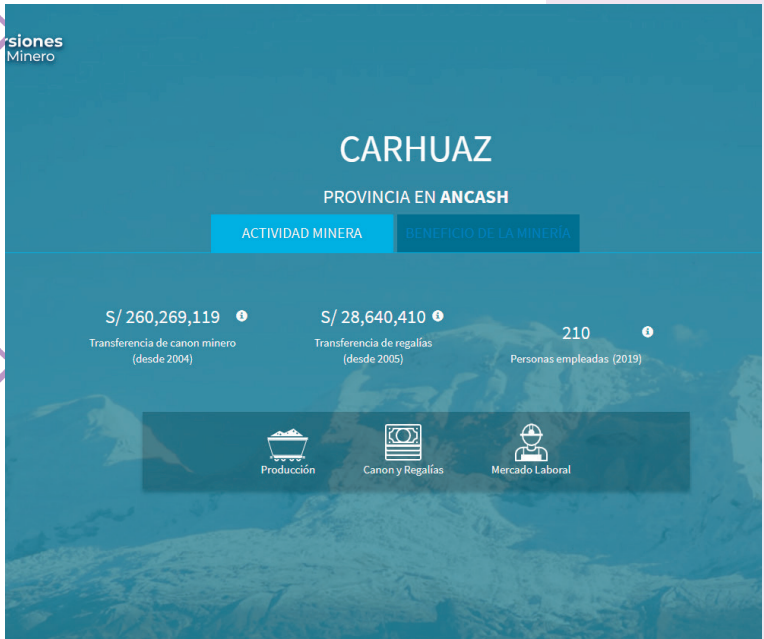 rsiones
Minero
CARHUAZ
PROVINCIA EN ANCASH
ACTIVIDAD MINERA
BENEFICIO DE LA MINERÍA
S/ 260,269,119
Transferencia de canon minero
(desde 2004)
S/ 28,640,410
Transferencia de regalías
(desde 2005)
210
Personas empleadas (2019)
Producción
Canon y Regalías
Mercado Laboral